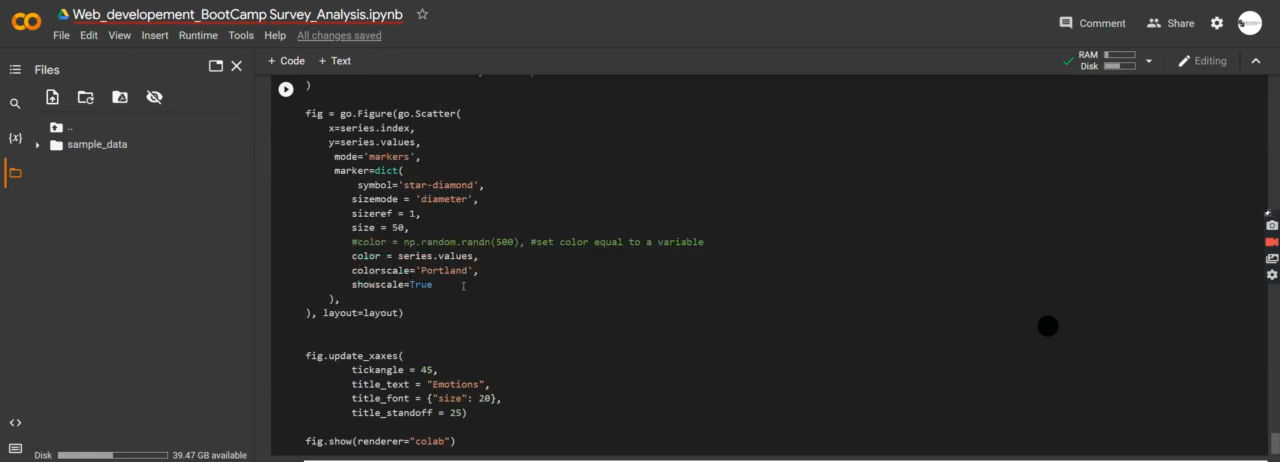 Web_developement_BootCamp Survey_Analysis.ipynb
File Edit View Insert Runtime Tools Help All changes saved
Comment Share
Files
+ Code + Text
RAM
Disk
Editing
..
sample_data
{x}
<>
Disk 39.47 GB available
)
fig = go.Figure(go.Scatter(
x=series.index,
y=series.values,
mode='markers',
marker=dict(
symbol='star-diamond',
sizemode = 'diameter',
sizeref = 1,
size = 50,
#color = np.random.randn(500), #set color equal to a variable
color = series.values,
colorscale='Portland',
showscale=True
),
), layout=layout)
fig.update_xaxes(
tickangle = 45,
title_text = "Emotions",
title_font = {"size": 20},
title_standoff = 25)
fig.show(renderer="colab")